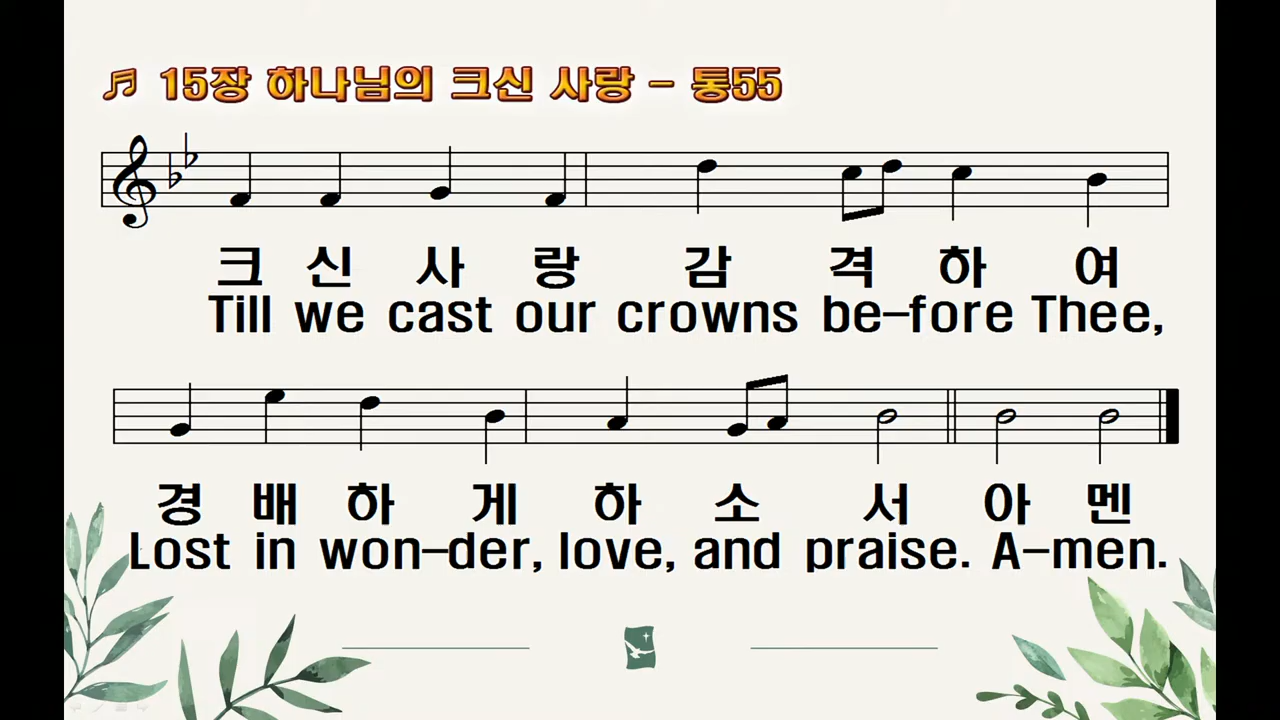 ♬ 15장 하나님의 크신 사랑 - 통55
크 신 사 랑 감 격 하 여
Till we cast our crowns be-fore Thee,
경 배 하 게 하 소 서 아 멘
Lost in won-der, love, and praise. A-men.